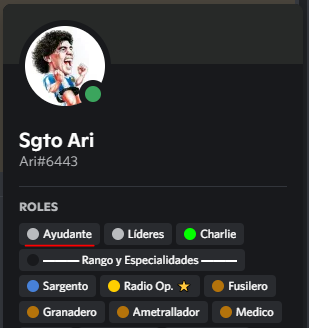 Sgto Ari
Ari#6443
ROLES
Ayudante Líderes Charlie
Rango y Especialidades
Sargento Radio Op. ⭐ Fusilero
Granadero Ametrallador Medico